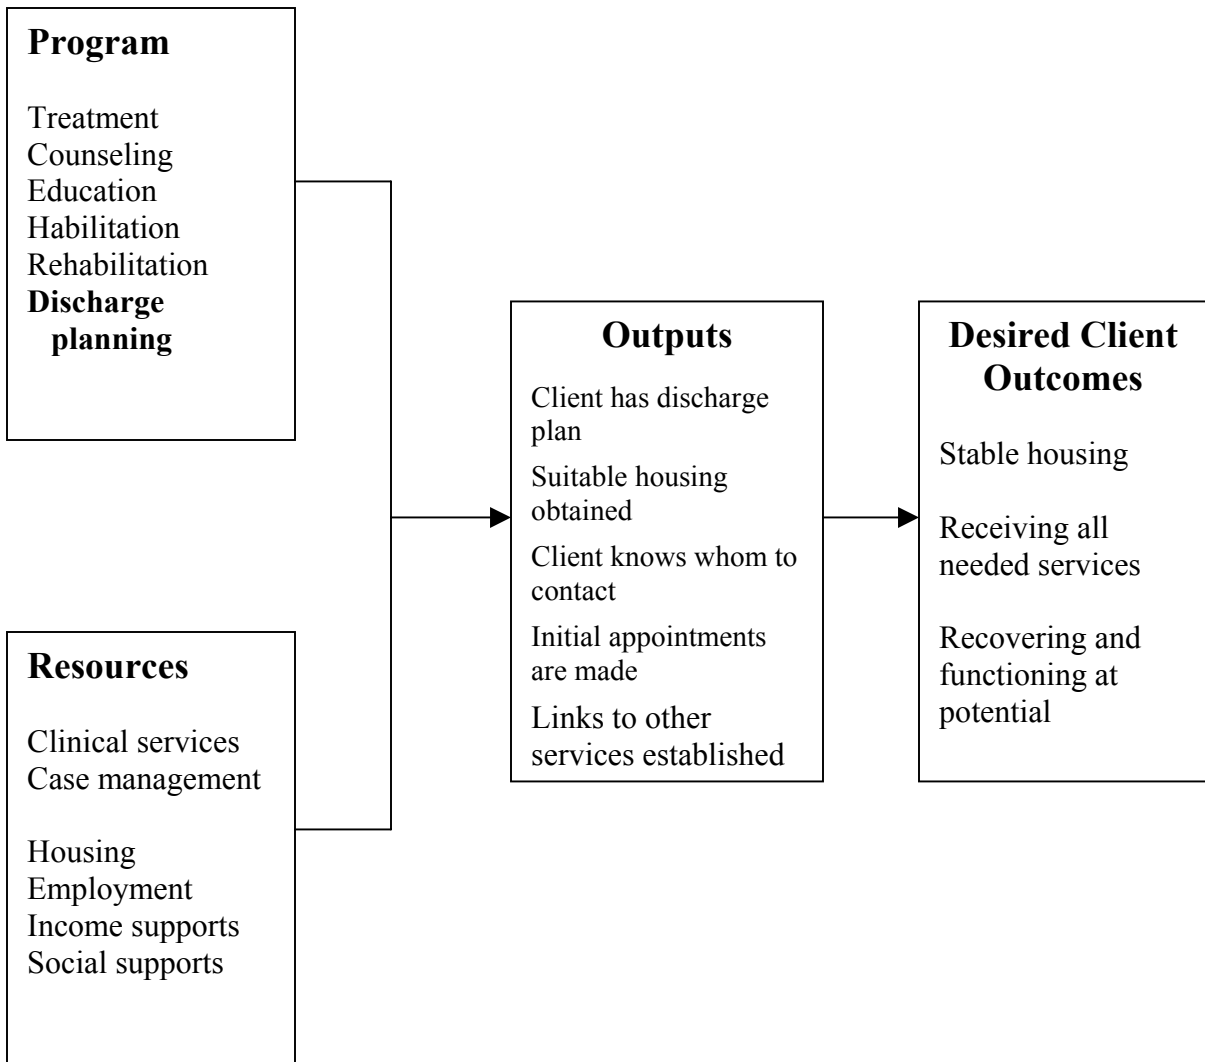 Program
Treatment
Counseling
Education
Habilitation
Rehabilitation
Discharge
planning
Resources
Clinical services
Case management
Housing
Employment
Income supports
Social supports
Outputs
Client has discharge
plan
Suitable housing
obtained
Client knows whom to
contact
Initial appointments
are made
Links to other
services established
Desired Client
Outcomes
Stable housing
Receiving all
needed services
Recovering and
functioning at
potential